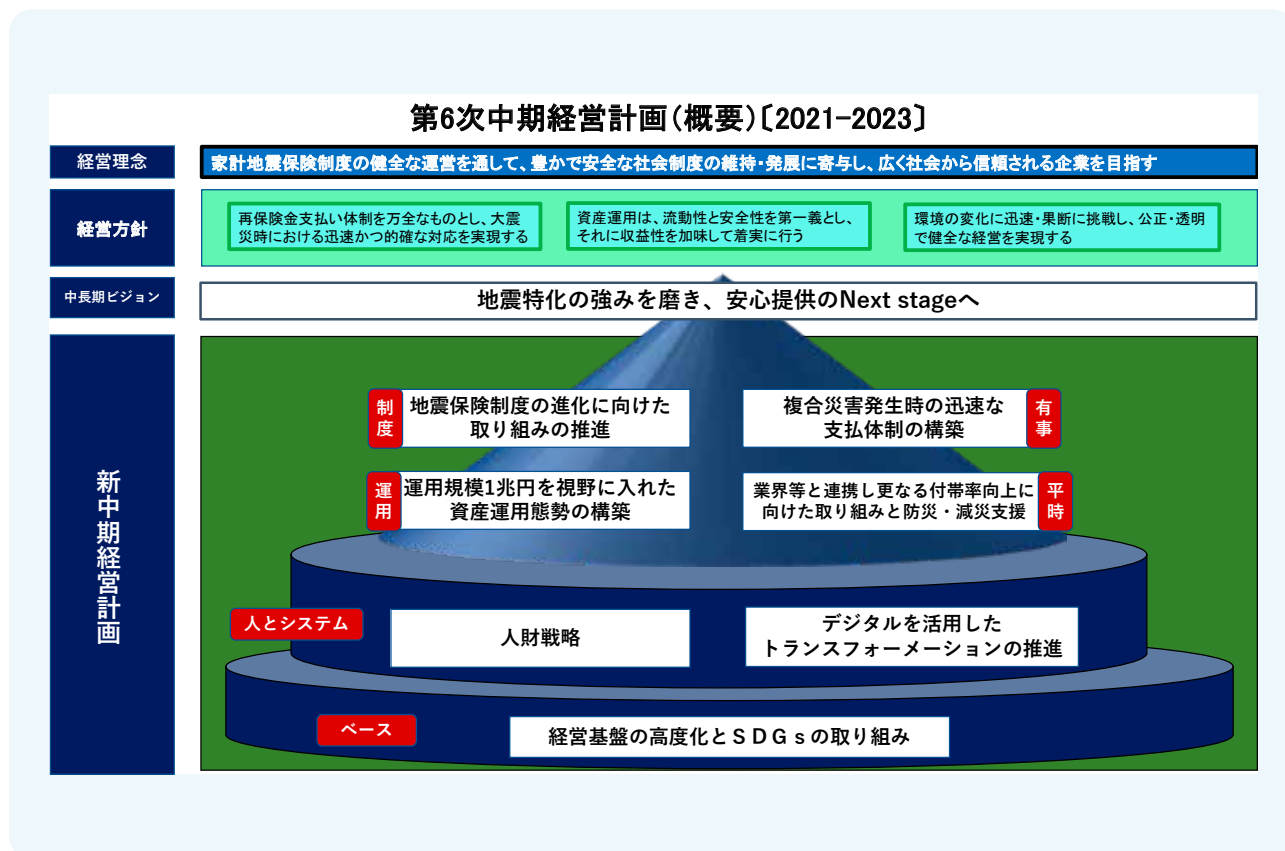 第6次中期経営計画（概要）〔2021-2023〕
経営理念
家計地震保険制度の健全な運営を通して、豊かで安全な社会制度の維持・発展に寄与し、広く社会から信頼される企業を目指す
経営方針
再保険金支払い体制を万全なものとし、大震
災時における迅速かつ的確な対応を実現する
資産運用は、流動性と安全性を第一義とし、
それに収益性を加味して着実に行う
環境の変化に迅速・果断に挑戦し、公正・透明
で健全な経営を実現する
中長期ビジョン
地震特化の強みを磨き、安心提供のNext stageへ
新中期経営計画
制度
地震保険制度の進化に向けた
取り組みの推進
複合災害発生時の迅速な
支払体制の構築
有事
運用
運用規模1兆円を視野に入れた
資産運用態勢の構築
業界等と連携し更なる付帯率向上に
向けた取り組みと防災・減災支援
平時
人とシステム
人財戦略
デジタルを活用した
トランスフォーメーションの推進
ベース
経営基盤の高度化とＳＤＧｓの取り組み